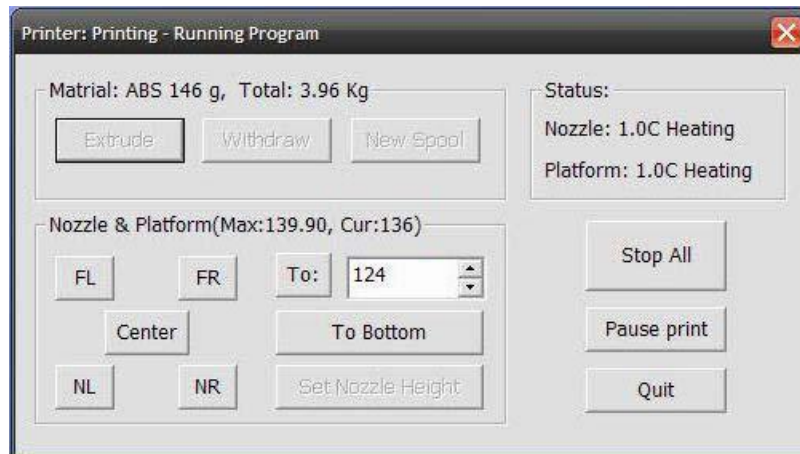 Printer: Printing - Running Program
Matrial: ABS 146 g, Total: 3.96 Kg
Extrude Withdraw New Spool
Status:
Nozzle: 1.0C Heating
Platform: 1.0C Heating
Nozzle & Platform(Max:139.90, Cur:136)
FL FR To: 124
Center To Bottom
NL NR Set Nozzle Height
Stop All
Pause print
Quit